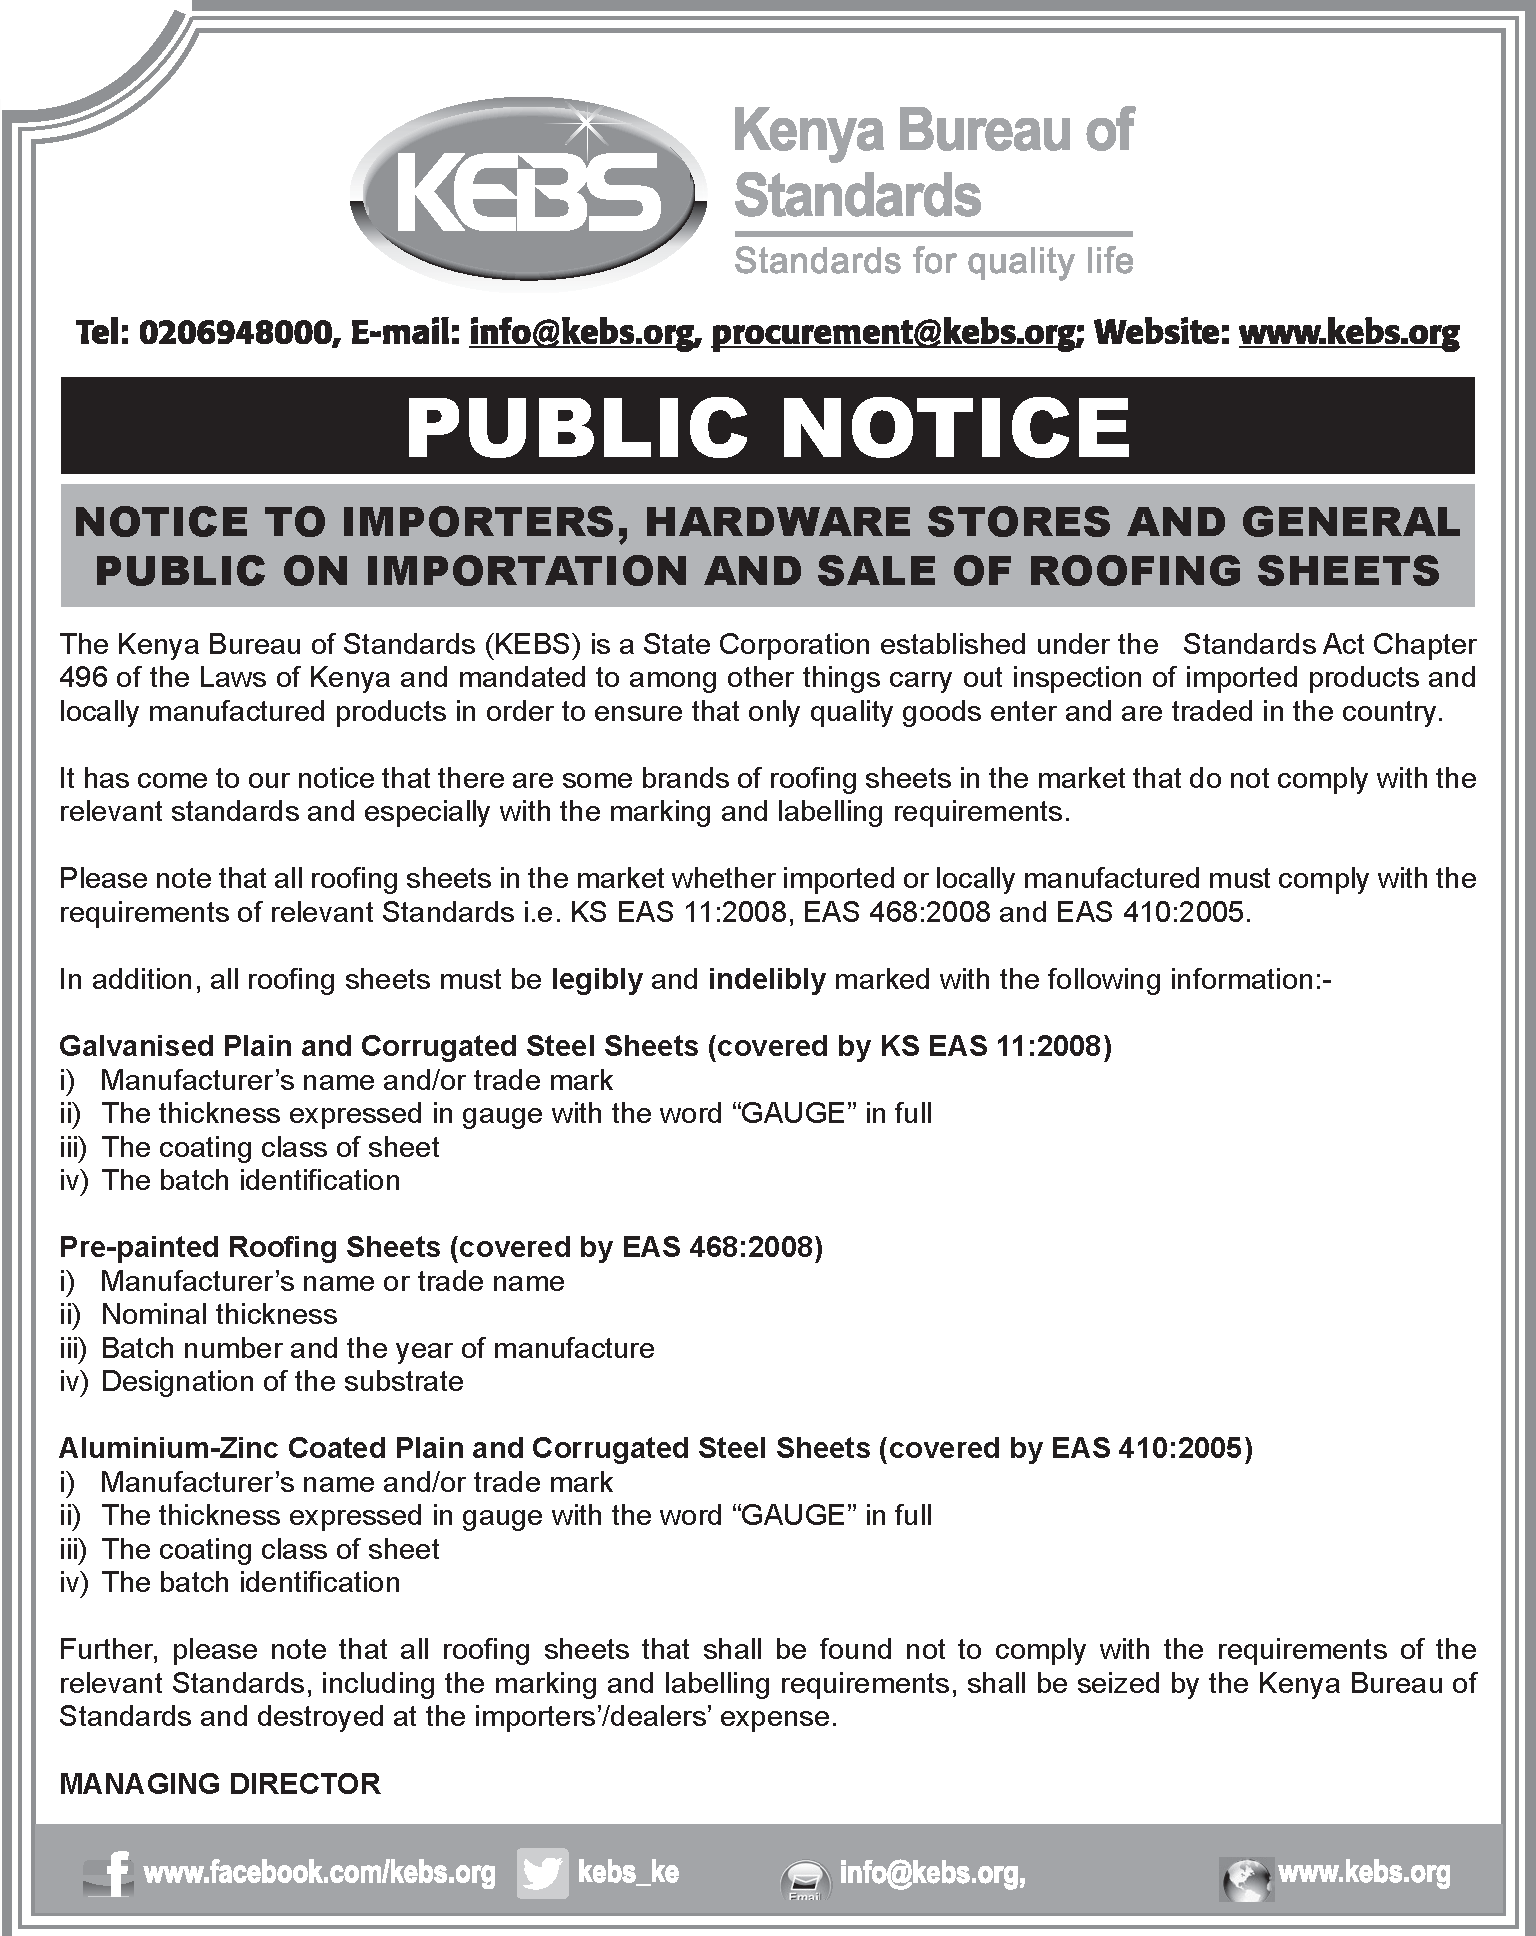 KEBS
Kenya Bureau of
Standards
Standards for quality life
Tel: 0206948000, E-mail: info@kebs.org, procurement@kebs.org; Website: www.kebs.org
PUBLIC NOTICE
NOTICE TO IMPORTERS, HARDWARE STORES AND GENERAL
PUBLIC ON IMPORTATION AND SALE OF ROOFING SHEETS
The Kenya Bureau of Standards (KEBS) is a State Corporation established under the Standards Act Chapter
496 of the Laws of Kenya and mandated to among other things carry out inspection of imported products and
locally manufactured products in order to ensure that only quality goods enter and are traded in the country.
It has come to our notice that there are some brands of roofing sheets in the market that do not comply with the
relevant standards and especially with the marking and labelling requirements.
Please note that all roofing sheets in the market whether imported or locally manufactured must comply with the
requirements of relevant Standards i.e. KS EAS 11:2008, EAS 468:2008 and EAS 410:2005.
In addition, all roofing sheets must be legibly and indelibly marked with the following information:-
Galvanised Plain and Corrugated Steel Sheets (covered by KS EAS 11:2008)
i) Manufacturer’s name and/or trade mark
ii) The thickness expressed in gauge with the word “GAUGE” in full
iii) The coating class of sheet
iv) The batch identification
Pre-painted Roofing Sheets (covered by EAS 468:2008)
i) Manufacturer’s name or trade name
ii) Nominal thickness
iii) Batch number and the year of manufacture
iv) Designation of the substrate
Aluminium-Zinc Coated Plain and Corrugated Steel Sheets (covered by EAS 410:2005)
i) Manufacturer’s name and/or trade mark
ii) The thickness expressed in gauge with the word “GAUGE” in full
iii) The coating class of sheet
iv) The batch identification
Further, please note that all roofing sheets that shall be found not to comply with the requirements of the
relevant Standards, including the marking and labelling requirements, shall be seized by the Kenya Bureau of
Standards and destroyed at the importers’/dealers’ expense.
MANAGING DIRECTOR
f www.facebook.com/kebs.org kebs_ke Email info@kebs.org, www.kebs.org